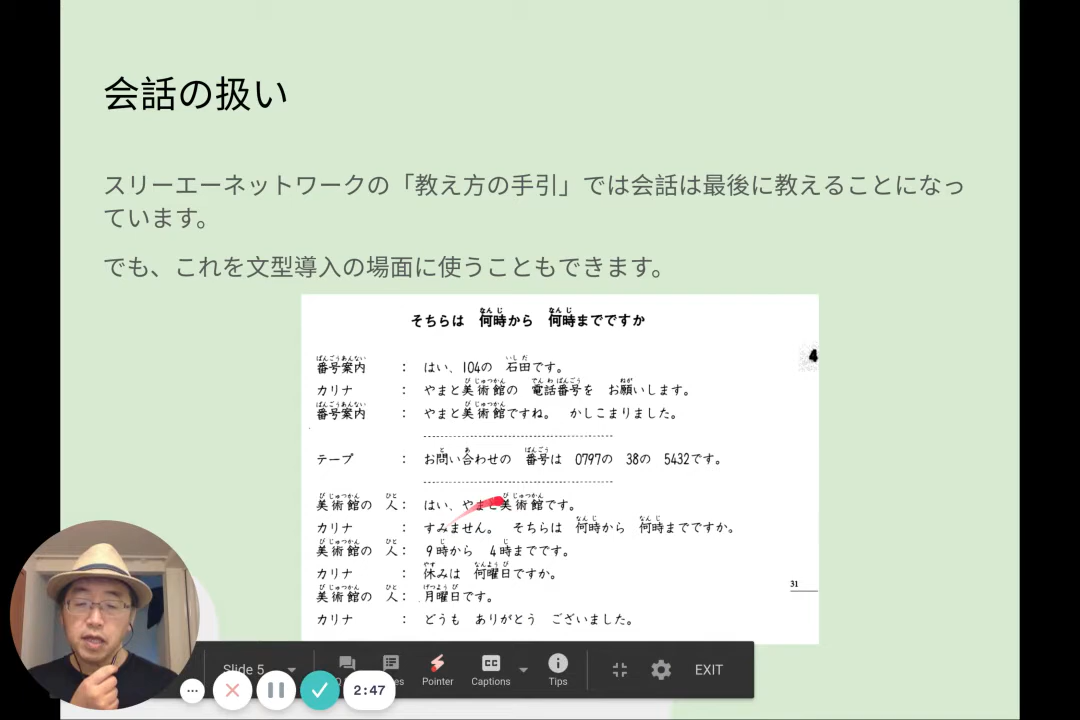 会話の扱い
スリーエーネットワークの「教え方の手引」では会話は最後に教えることになっ
ています。
でも、これを文型導入の場面に使うこともできます。
そちらは 何時から 何時までですか
番号案内 : はい、104の 石田です。
カリナ : やまと美術館の 電話番号を お願いします。
番号案内 : やまと美術館ですね。 かしこまりました。
テープ : お問い合わせの 番号は 0797の 38の 5432です。
美術館の 人: はい、やまと美術館です。
カリナ : すみません。 そちらは 何時から 何時までですか。
美術館の 人: 9時から 4時までです。
カリナ : 休みは 何曜日ですか。
美術館の 人: 月曜日です。
カリナ : どうも ありがとう ございました。
4
31
Slide 5
Pointer
Captions
Tips
EXIT
2:47